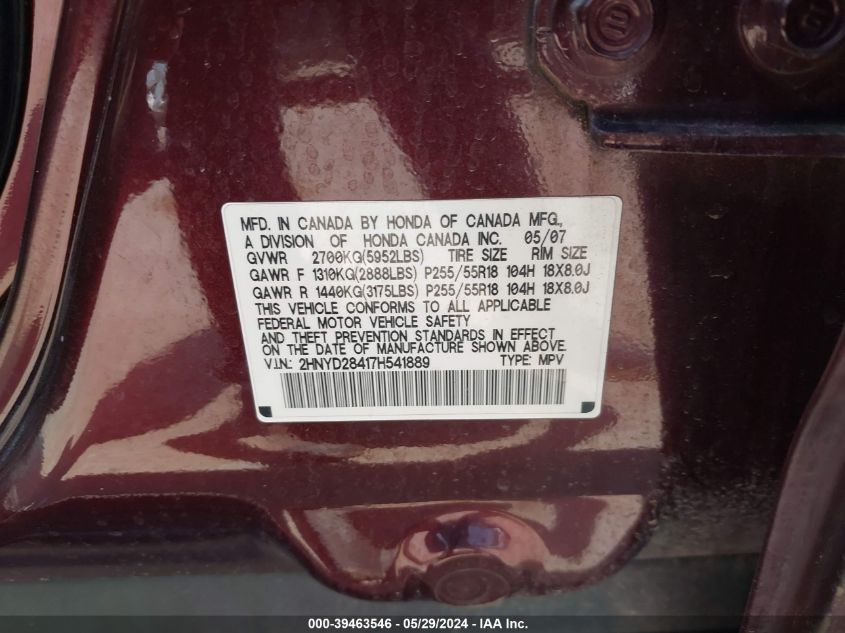 MFD. IN CANADA BY HONDA OF CANADA MFG.,
A DIVISION OF HONDA CANADA INC. 05/07
GVWR 2700KG(5952LBS) TIRE SIZE RIM SIZE
GAWR F 1310KG(2888LBS) P255/55R18 104H 18X8.0J
GAWR R 1440KG(3175LBS) P255/55R18 104H 18X8.0J
THIS VEHICLE CONFORMS TO ALL APPLICABLE
FEDERAL MOTOR VEHICLE SAFETY
AND THEFT PREVENTION STANDARDS IN EFFECT
ON THE DATE OF MANUFACTURE SHOWN ABOVE.
V.I.N.: 2HNYD28417H541889 TYPE: MPV
000-39463546 - 05/29/2024 - IAA Inc.